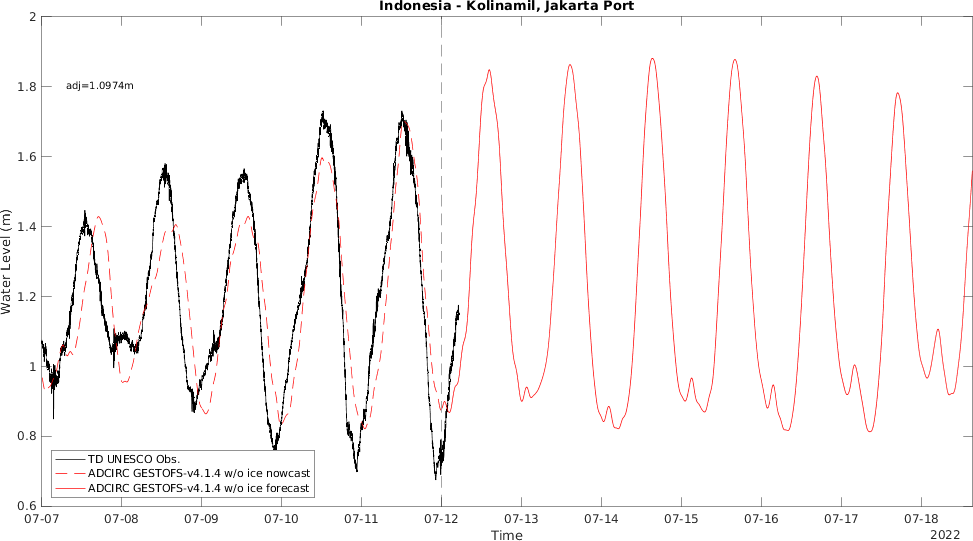 Indonesia - Kolinamil, Jakarta Port
2
1.8
1.6
1.4
1.2
1
0.8
0.6
Water Level (m)
adj=1.0974m
TD UNESCO Obs.
ADCIRC GESTOFS-v4.1.4 w/o ice nowcast
ADCIRC GESTOFS-v4.1.4 w/o ice forecast
07-07 07-08 07-09 07-10 07-11 07-12 07-13 07-14 07-15 07-16 07-17 07-18
Time
2022